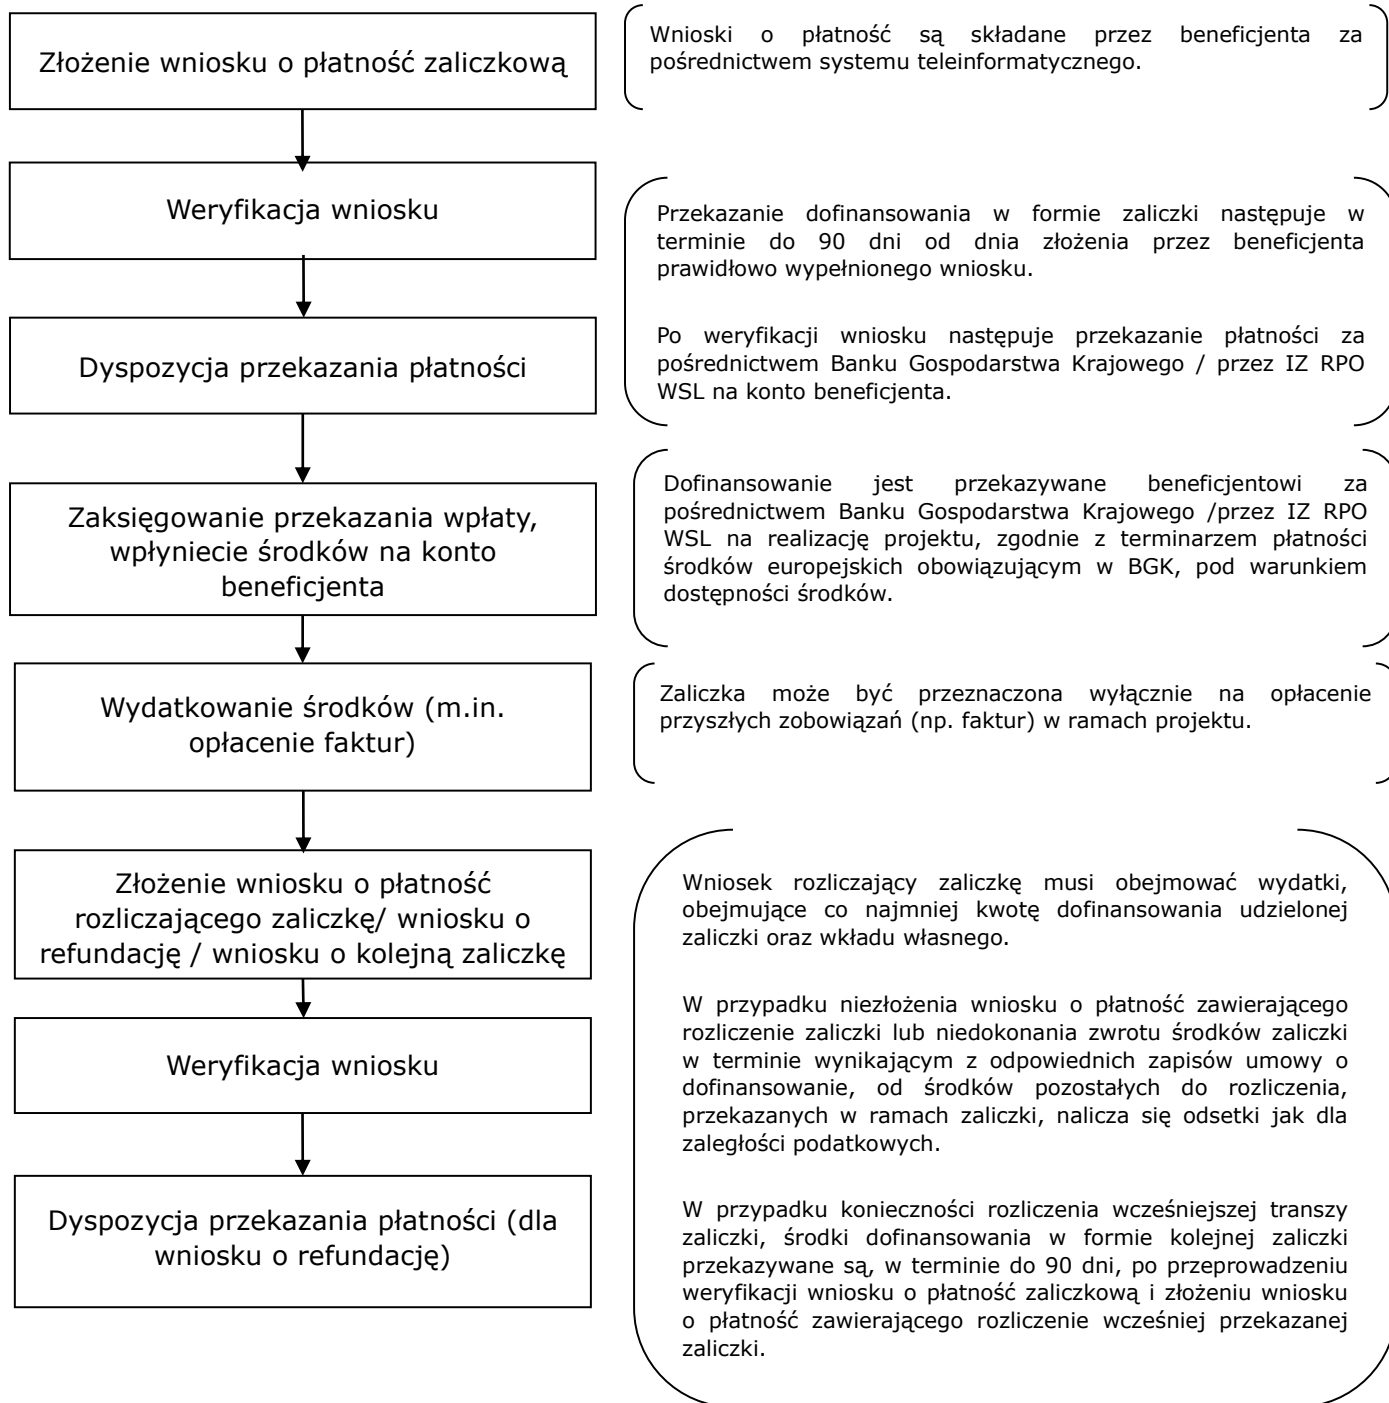 Złożenie wniosku o płatność zaliczkową
Wnioski o płatność są składane przez beneficjenta za
pośrednictwem systemu teleinformatycznego.
Weryfikacja wniosku
Przekazanie dofinansowania w formie zaliczki następuje w
terminie do 90 dni od dnia złożenia przez beneficjenta
prawidłowo wypełnionego wniosku.
Po weryfikacji wniosku następuje przekazanie płatności za
pośrednictwem Banku Gospodarstwa Krajowego / przez IZ RPO
WSL na konto beneficjenta.
Dyspozycja przekazania płatności
Zaksięgowanie przekazania wpłaty,
wpłyniecie środków na konto
beneficjenta
Dofinansowanie jest przekazywane beneficjentowi za
pośrednictwem Banku Gospodarstwa Krajowego /przez IZ RPO
WSL na realizację projektu, zgodnie z terminarzem płatności
środków europejskich obowiązującym w BGK, pod warunkiem
dostępności środków.
Wydatkowanie środków (m.in.
opłacenie faktur)
Zaliczka może być przeznaczona wyłącznie na opłacenie
przyszłych zobowiązań (np. faktur) w ramach projektu.
Złożenie wniosku o płatność
rozliczającego zaliczkę/ wniosku o
refundację / wniosku o kolejną zaliczkę
Weryfikacja wniosku
Dyspozycja przekazania płatności (dla
wniosku o refundację)
Wniosek rozliczający zaliczkę musi obejmować wydatki,
obejmujące co najmniej kwotę dofinansowania udzielonej
zaliczki oraz wkładu własnego.
W przypadku niezłożenia wniosku o płatność zawierającego
rozliczenie zaliczki lub niedokonania zwrotu środków zaliczki
w terminie wynikającym z odpowiednich zapisów umowy o
dofinansowanie, od środków pozostałych do rozliczenia,
przekazanych w ramach zaliczki, nalicza się odsetki jak dla
zaległości podatkowych.
W przypadku konieczności rozliczenia wcześniejszej transzy
zaliczki, środki dofinansowania w formie kolejnej zaliczki
przekazywane są, w terminie do 90 dni, po przeprowadzeniu
weryfikacji wniosku o płatność zaliczkową i złożeniu wniosku
o płatność zawierającego rozliczenie wcześniej przekazanej
zaliczki.